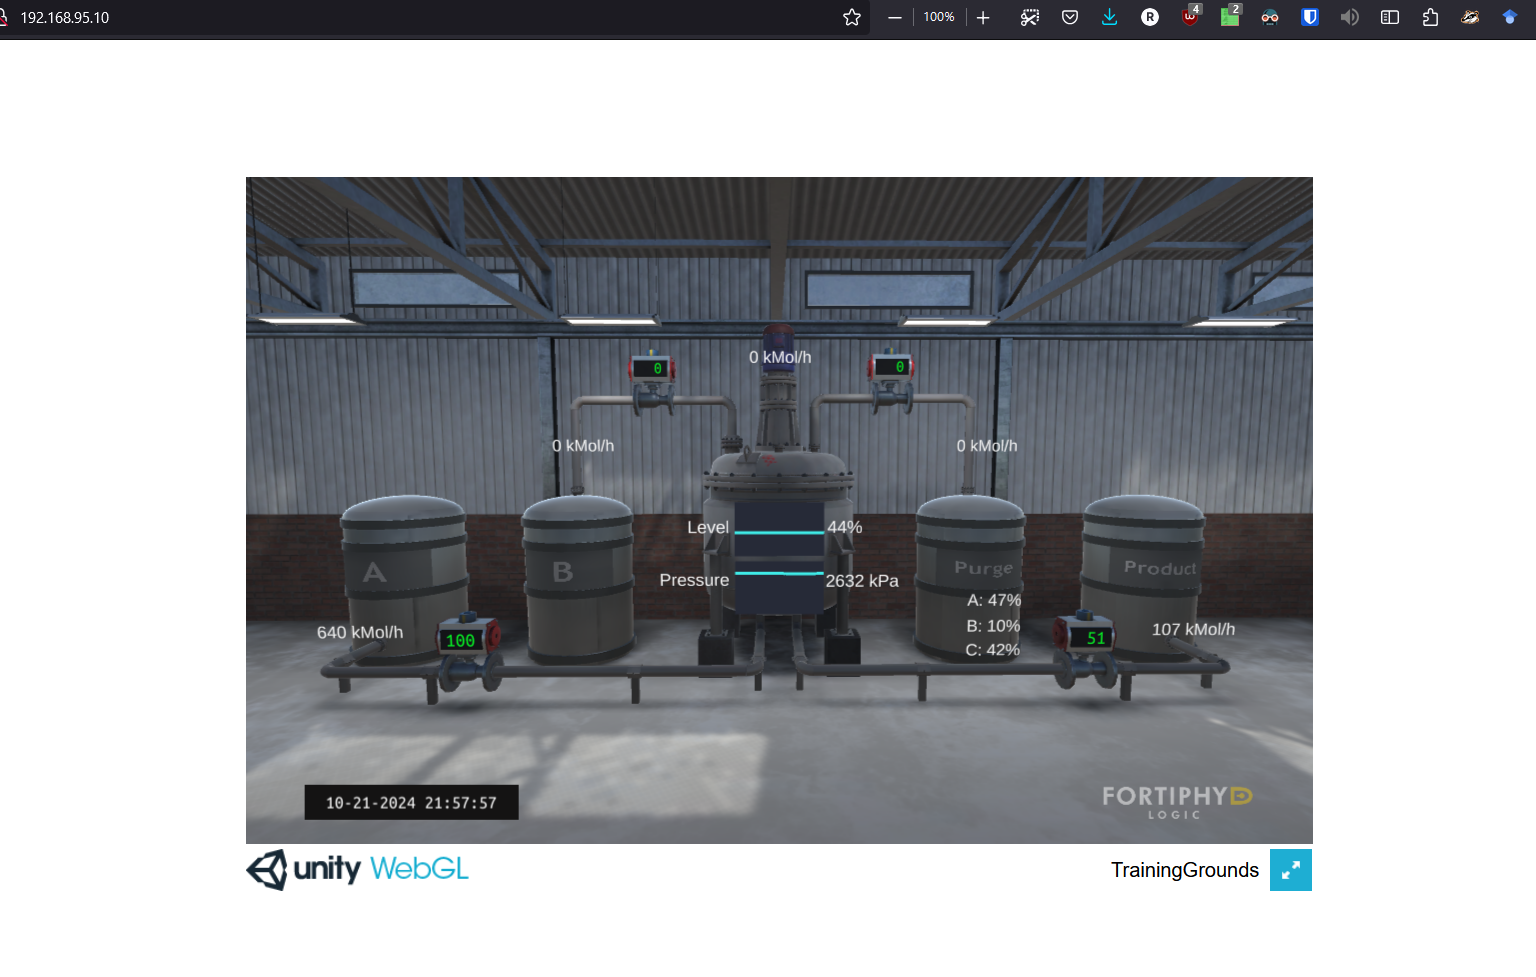 192.168.95.10
100%
4
2
R
0 kMol/h
0
0
0 kMol/h
0 kMol/h
Level
44%
Pressure
2632 kPa
A
B
Purge
Product
A: 47%
B: 10%
C: 42%
640 kMol/h
100
51
107 kMol/h
10-21-2024 21:57:57
FORTIPHYD
LOGIC
unity WebGL
TrainingGrounds